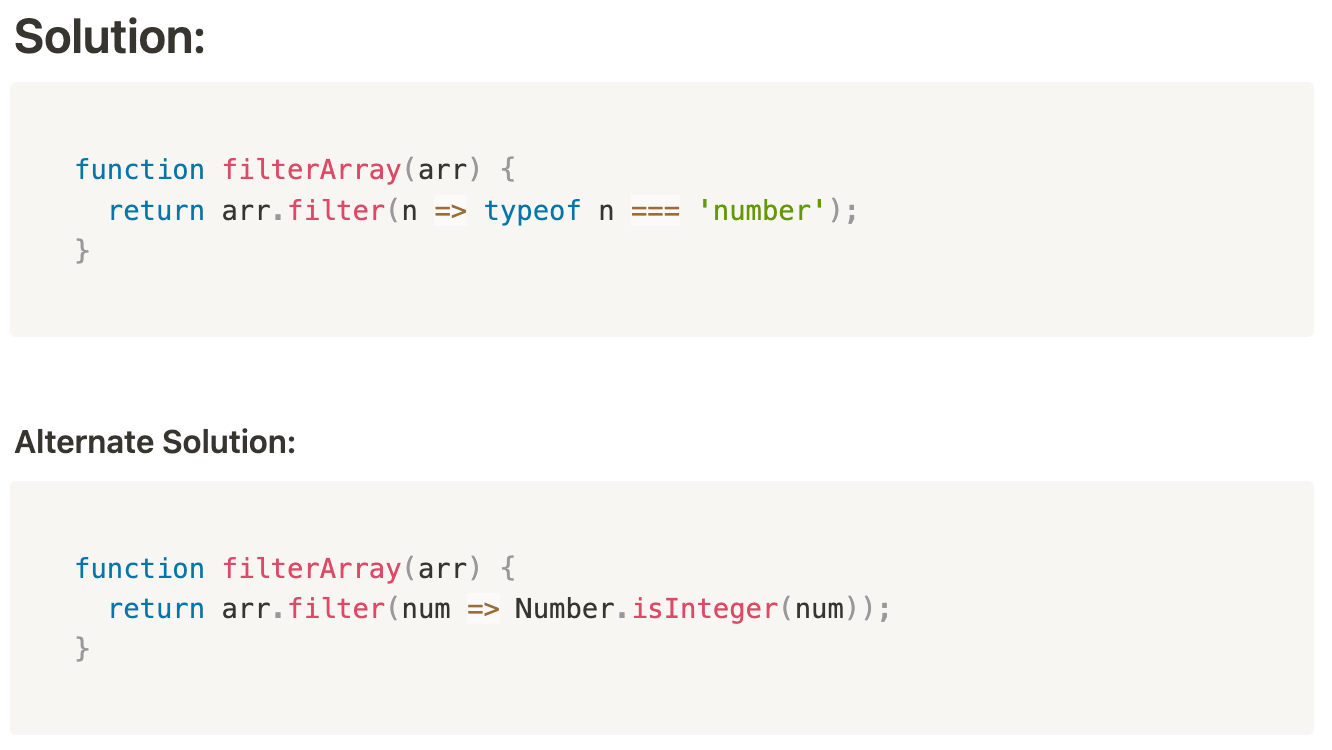 Solution:
function filterArray(arr) {
  return arr.filter(n => typeof n === 'number');
}
Alternate Solution:
function filterArray(arr) {
  return arr.filter(num => Number.isInteger(num));
}